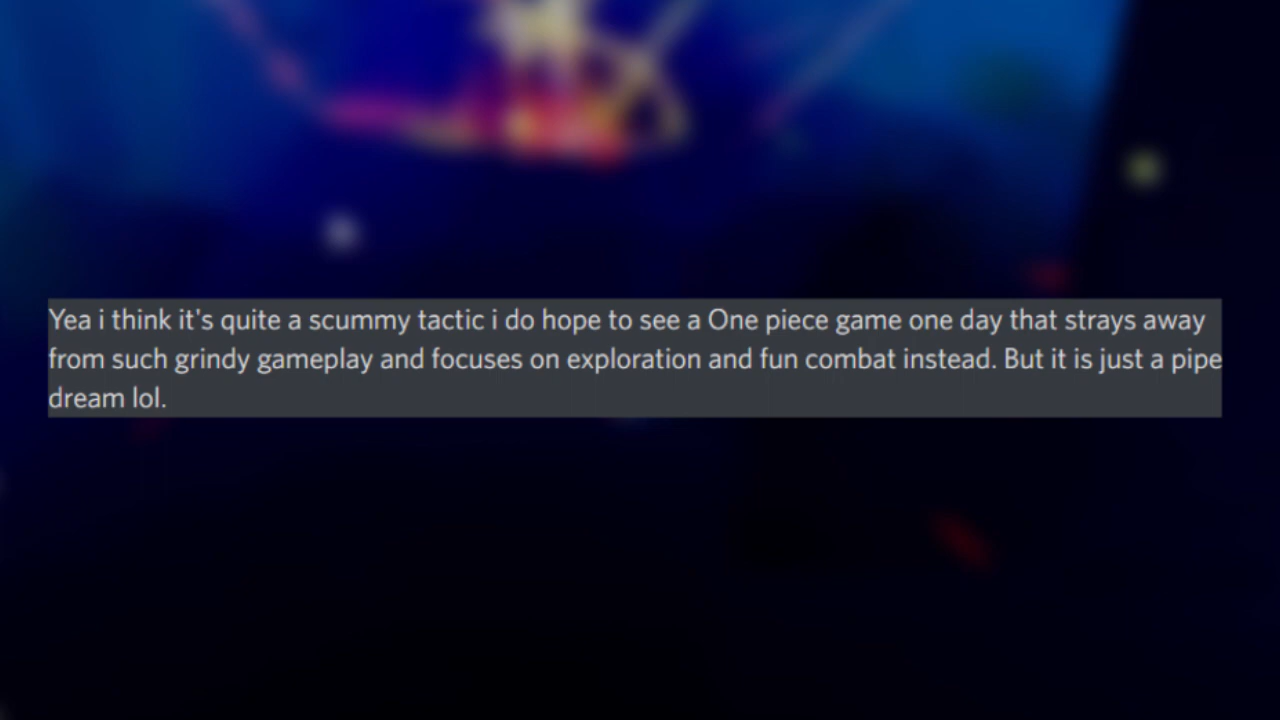 Yea i think it's quite a scummy tactic i do hope to see a One piece game one day that strays away
from such grindy gameplay and focuses on exploration and fun combat instead. But it is just a pipe
dream lol.